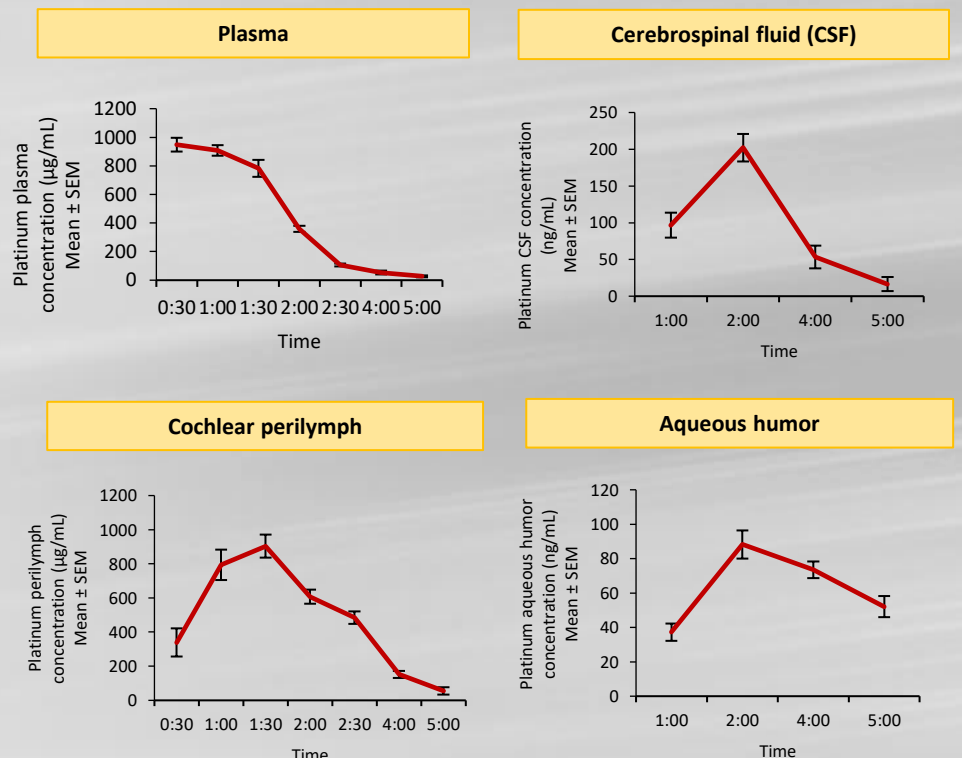 Plasma
Platinum plasma
concentration (µg/mL)
Mean ± SEM
1200
1000
800
600
400
200
0
0:30 1:00 1:30 2:00 2:30 4:00 5:00
Time
Cerebrospinal fluid (CSF)
Platinum CSF concentration
(ng/mL)
Mean ± SEM
250
200
150
100
50
0
1:00 2:00 4:00 5:00
Time
Cochlear perilymph
Platinum perilymph
concentration (µg/mL)
Mean ± SEM
1200
1000
800
600
400
200
0
0:30 1:00 1:30 2:00 2:30 4:00 5:00
Time
Aqueous humor
Platinum aqueous humor
concentration (ng/mL)
Mean ± SEM
120
100
80
60
40
20
0
1:00 2:00 4:00 5:00
Time